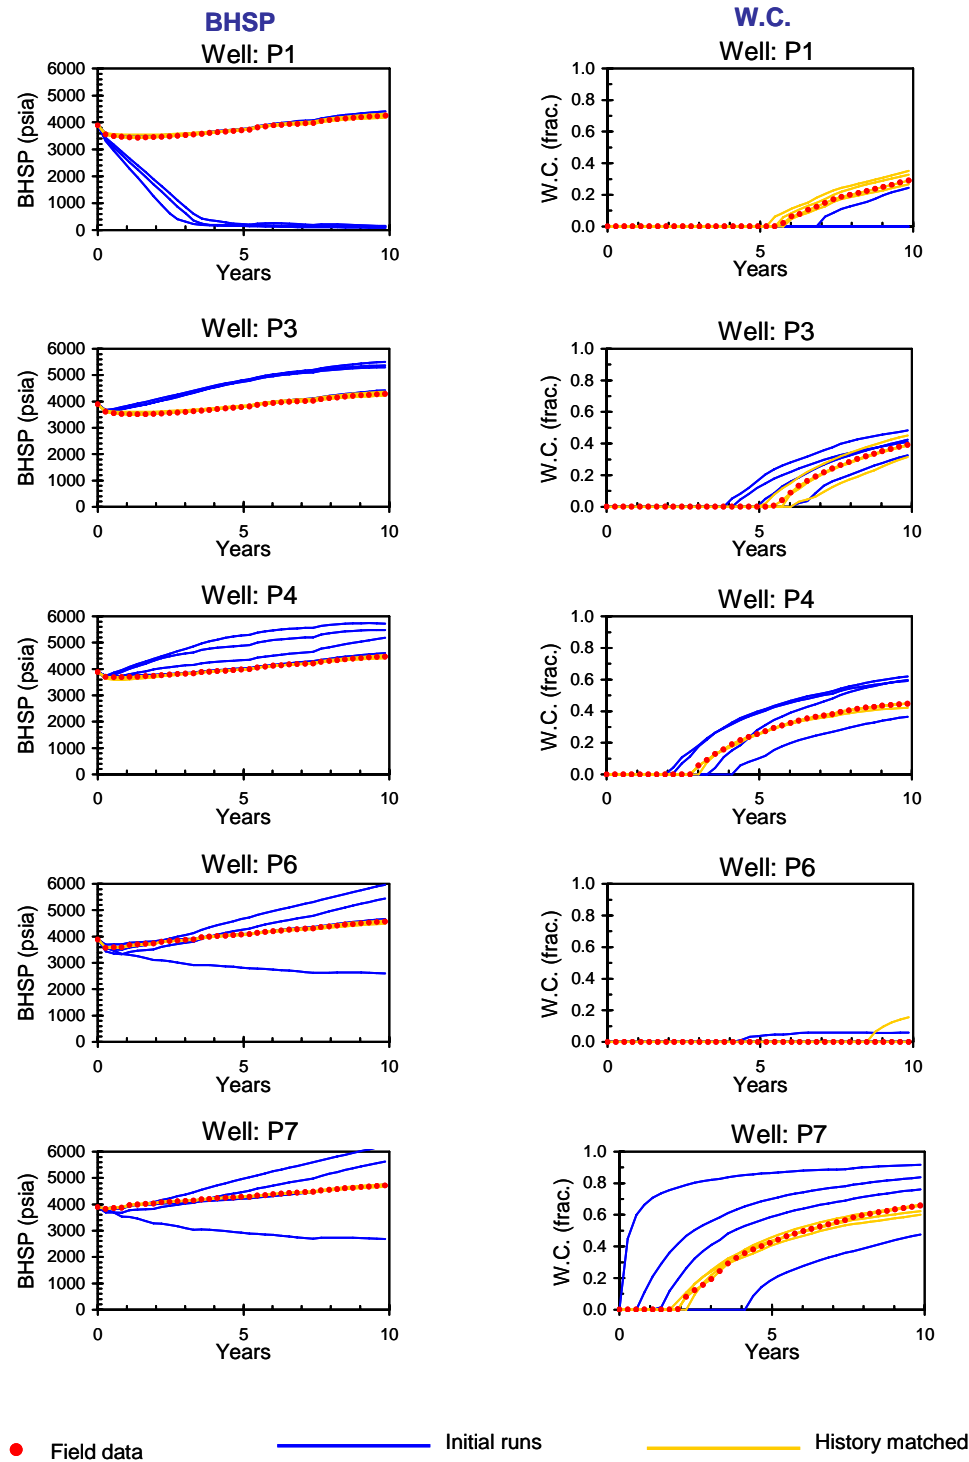 BHSP
W.C.
Well: P1
6000
5000
4000
3000
2000
1000
0
BHSP (psia)
0
5
10
Years
Well: P1
1.0
0.8
0.6
0.4
0.2
0.0
W.C. (frac.)
0
5
10
Years
Well: P3
6000
5000
4000
3000
2000
1000
0
BHSP (psia)
0
5
10
Years
Well: P3
1.0
0.8
0.6
0.4
0.2
0.0
W.C. (frac.)
0
5
10
Years
Well: P4
6000
5000
4000
3000
2000
1000
0
BHSP (psia)
0
5
10
Years
Well: P4
1.0
0.8
0.6
0.4
0.2
0.0
W.C. (frac.)
0
5
10
Years
Well: P6
6000
5000
4000
3000
2000
1000
0
BHSP (psia)
0
5
10
Years
Well: P6
1.0
0.8
0.6
0.4
0.2
0.0
W.C. (frac.)
0
5
10
Years
Well: P7
6000
5000
4000
3000
2000
1000
0
BHSP (psia)
0
5
10
Years
Well: P7
1.0
0.8
0.6
0.4
0.2
0.0
W.C. (frac.)
0
5
10
Years
Field data
Initial runs
History matched